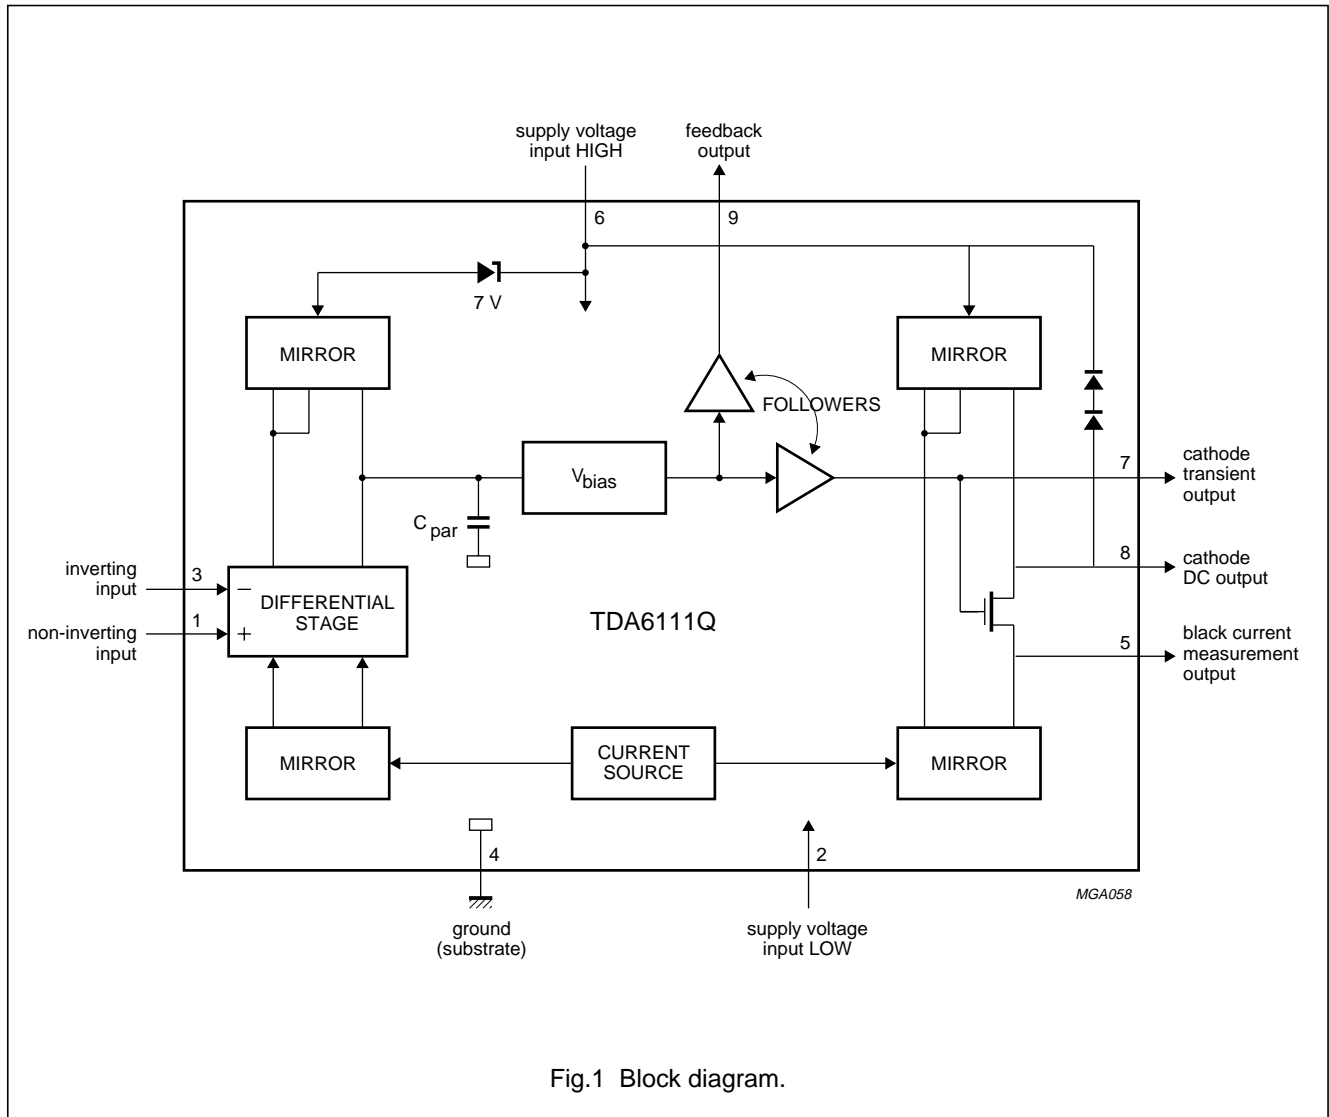 supply voltage
input HIGH
feedback
output
6
9
7 V
MIRROR
MIRROR
FOLLOWERS
Vbias
Cpar
7
cathode
transient
output
8
cathode
DC output
inverting
input
3
−
non-inverting
input
1
+
DIFFERENTIAL
STAGE
TDA6111Q
5
black current
measurement
output
MIRROR
CURRENT
SOURCE
MIRROR
4
2
MGA058
ground
(substrate)
supply voltage
input LOW
Fig.1 Block diagram.